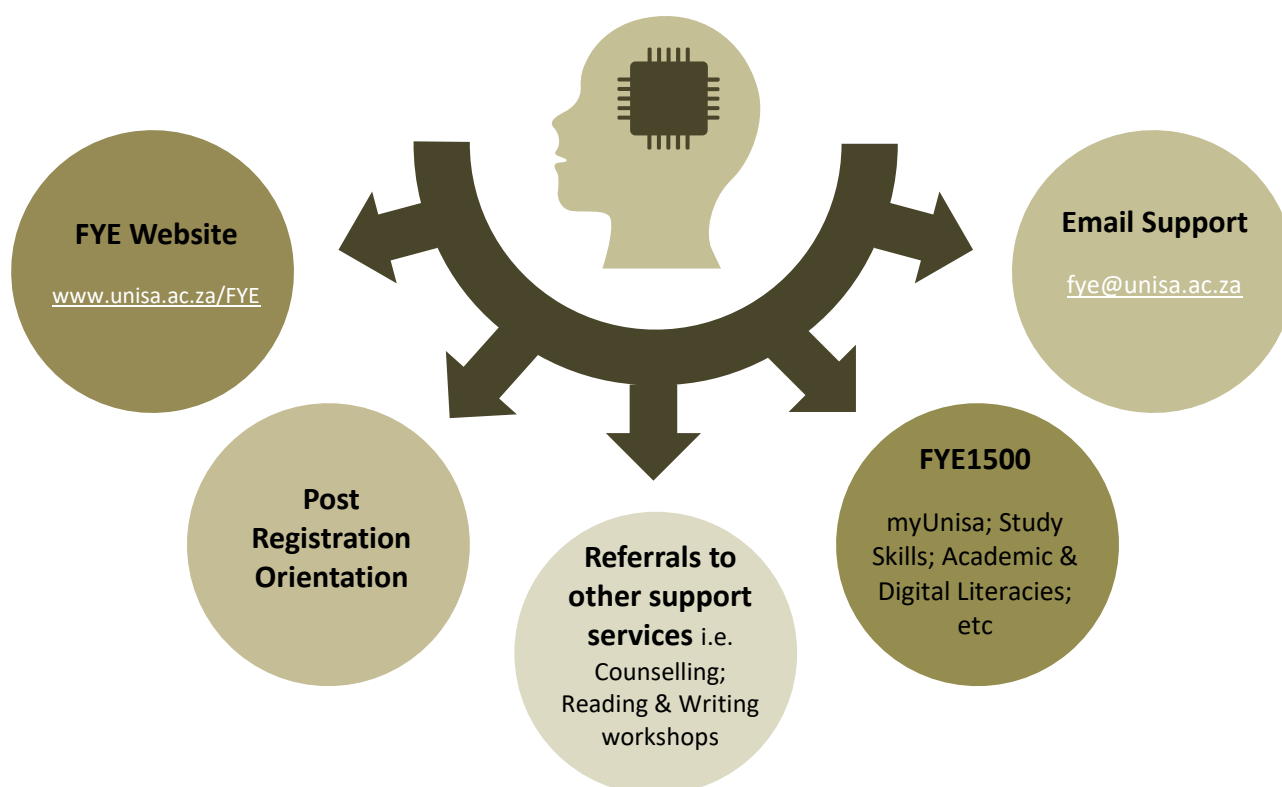 FYE Website
www.unisa.ac.za/FYE
Post
Registration
Orientation
Referrals to
other support
services i.e.
Counselling;
Reading & Writing
workshops
FYE1500
myUnisa; Study
Skills; Academic &
Digital Literacies;
etc
Email Support
fye@unisa.ac.za